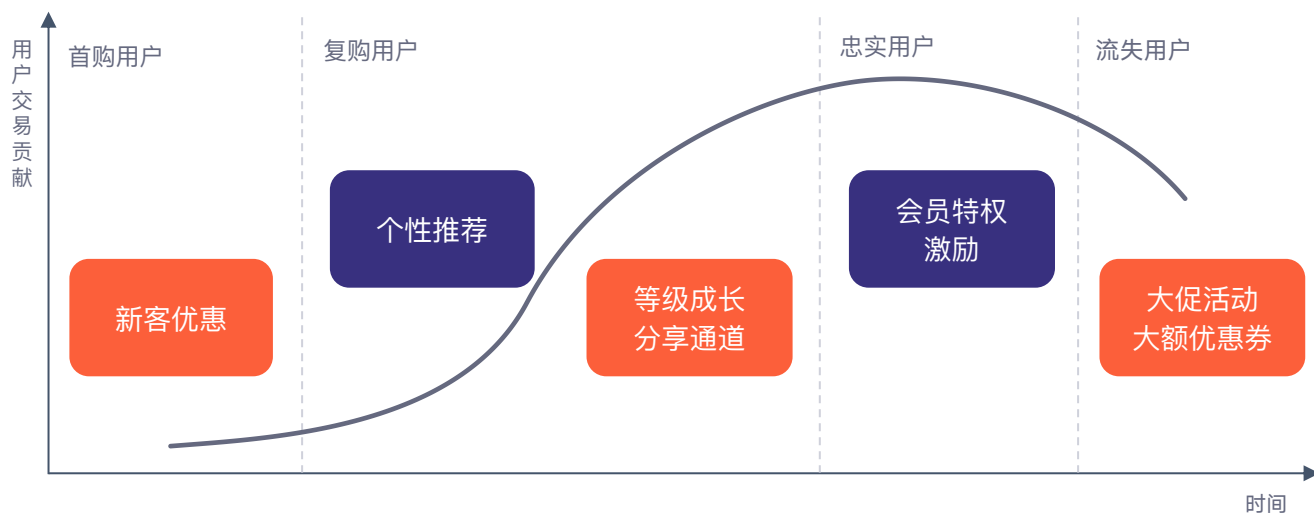 用户交易贡献
首购用户
复购用户
忠实用户
流失用户
新客优惠
个性推荐
等级成长
分享通道
会员特权
激励
大促活动
大额优惠券
时间